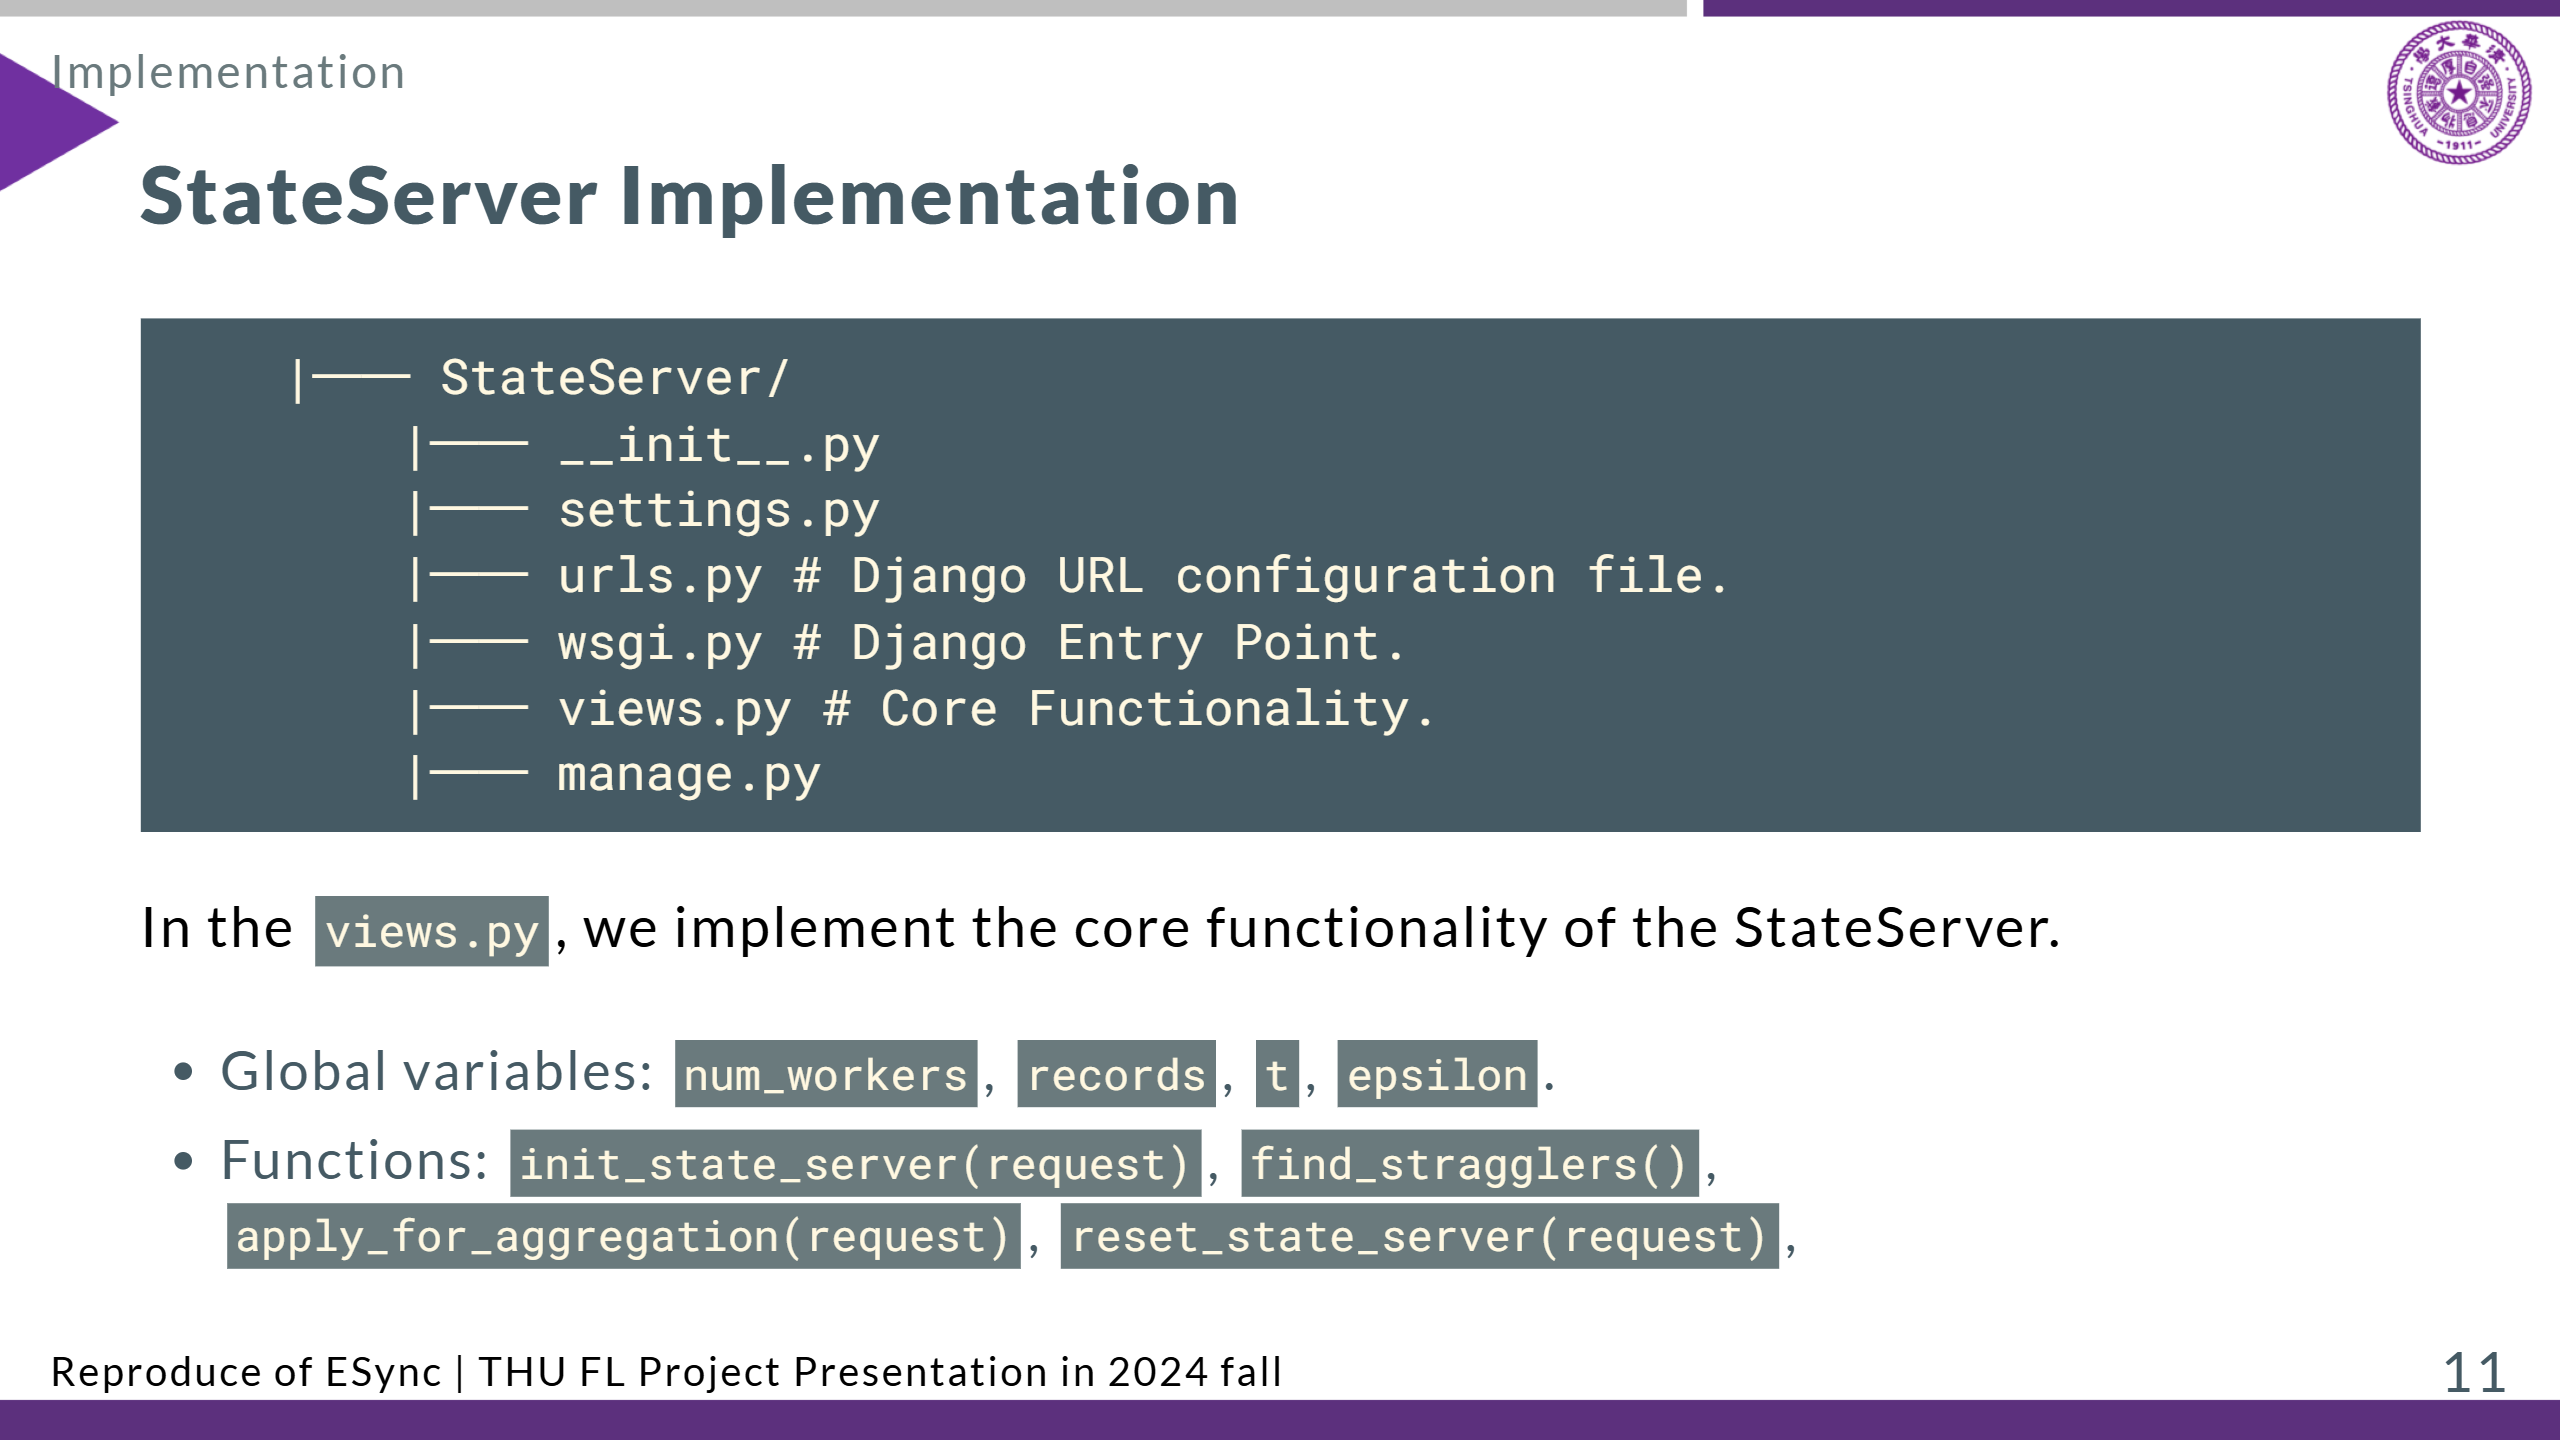 Implementation
StateServer Implementation
|—— StateServer/
|—— __init__.py
|—— settings.py
|—— urls.py # Django URL configuration file.
|—— wsgi.py # Django Entry Point.
|—— views.py # Core Functionality.
|—— manage.py
In the views.py, we implement the core functionality of the StateServer.
• Global variables: num_workers, records, t, epsilon.
• Functions: init_state_server(request), find_stragglers(),
apply_for_aggregation(request), reset_state_server(request),
Reproduce of ESync | THU FL Project Presentation in 2024 fall
11
TSINGHUA UNIVERSITY
-1911-